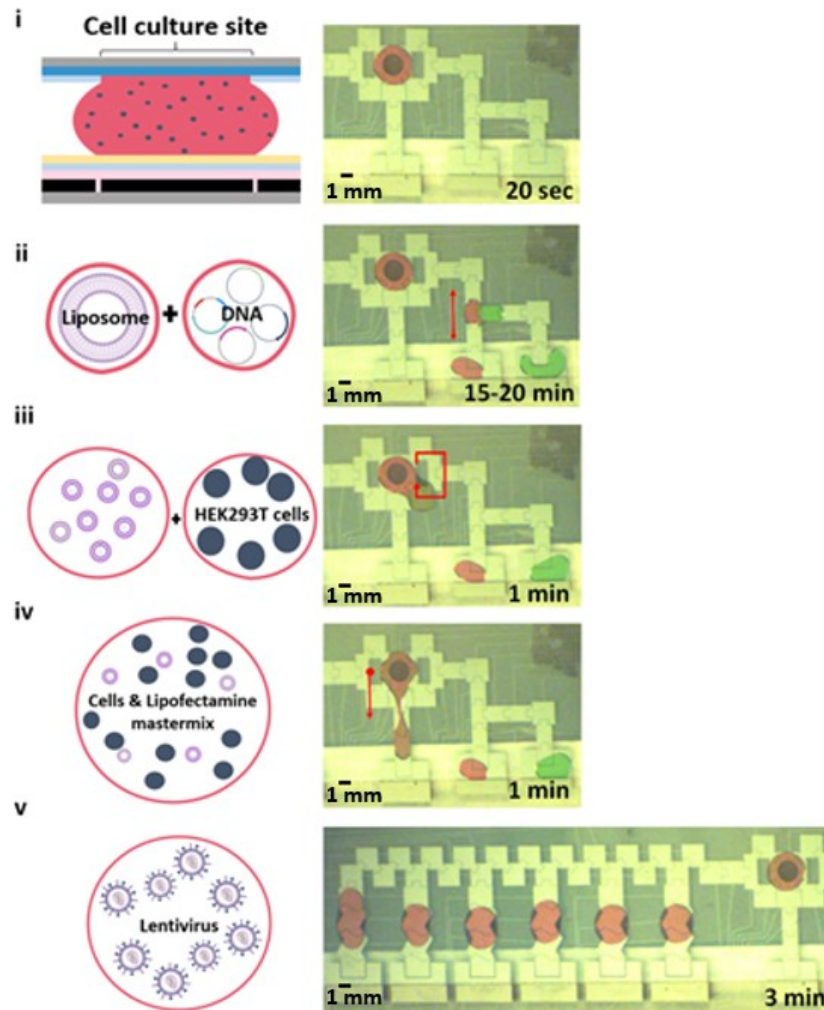 i
Cell culture site
1 mm
20 sec
ii
Liposome
+
DNA
1 mm
15-20 min
iii
+
HEK293T cells
1 mm
1 min
iv
Cells & Lipofectamine
mastermix
1 mm
1 min
v
Lentivirus
1 mm
3 min